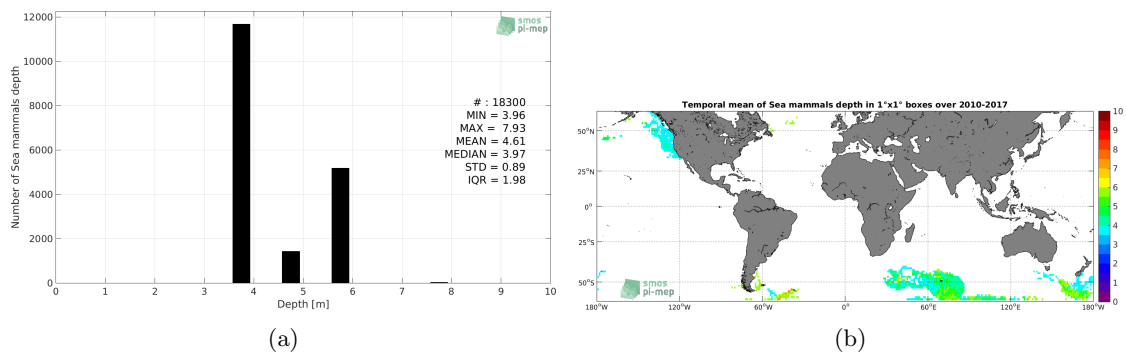 12000
10000
8000
6000
4000
2000
0
Number of Sea mammals depth
0 1 2 3 4 5 6 7 8 9 10
Depth [m]
smos
pi-mep
# : 18300
MIN = 3.96
MAX = 7.93
MEAN = 4.61
MEDIAN = 3.97
STD = 0.89
IQR = 1.98
(a)
Temporal mean of Sea mammals depth in 1°x1° boxes over 2010-2017
50°N
25°N
0°
25°S
50°S
180°W 120°W 60°W 0° 60°E 120°E 180°W
smos
pi-mep
10
9
8
7
6
5
4
3
2
1
0
(b)